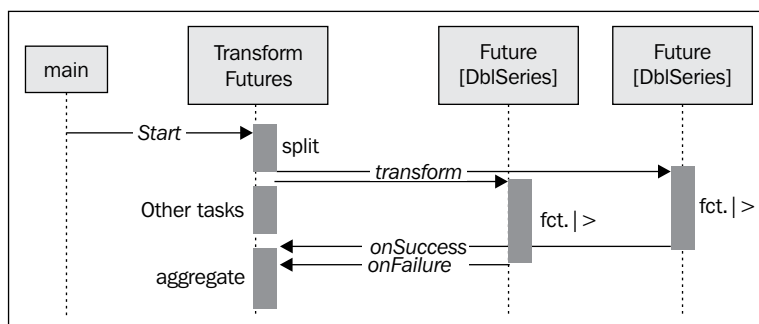 main
Transform
Futures
Future
[DblSeries]
Future
[DblSeries]
Start
split
transform
Other tasks
fct.|>
fct.|>
onSuccess
onFailure
aggregate